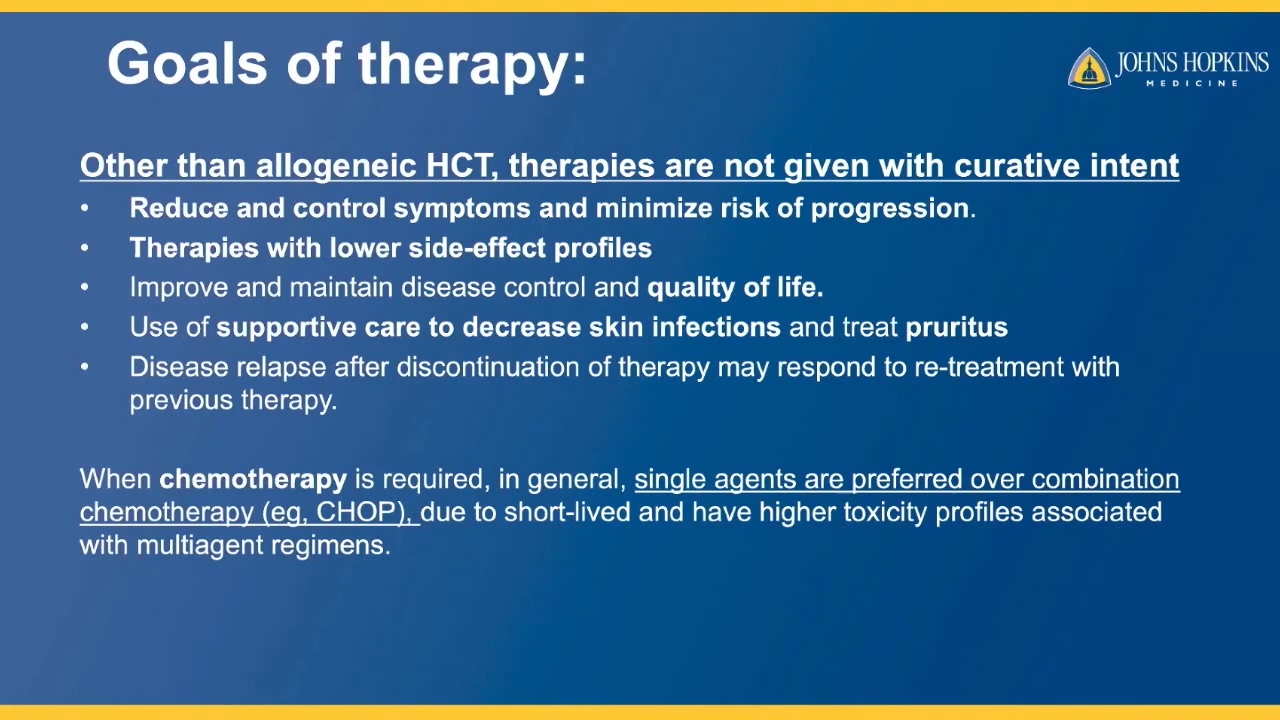 Goals of therapy:
JOHNS HOPKINS
MEDICINE
Other than allogeneic HCT, therapies are not given with curative intent
• Reduce and control symptoms and minimize risk of progression.
• Therapies with lower side-effect profiles
• Improve and maintain disease control and quality of life.
• Use of supportive care to decrease skin infections and treat pruritus
• Disease relapse after discontinuation of therapy may respond to re-treatment with
previous therapy.
When chemotherapy is required, in general, single agents are preferred over combination
chemotherapy (eg, CHOP), due to short-lived and have higher toxicity profiles associated
with multiagent regimens.